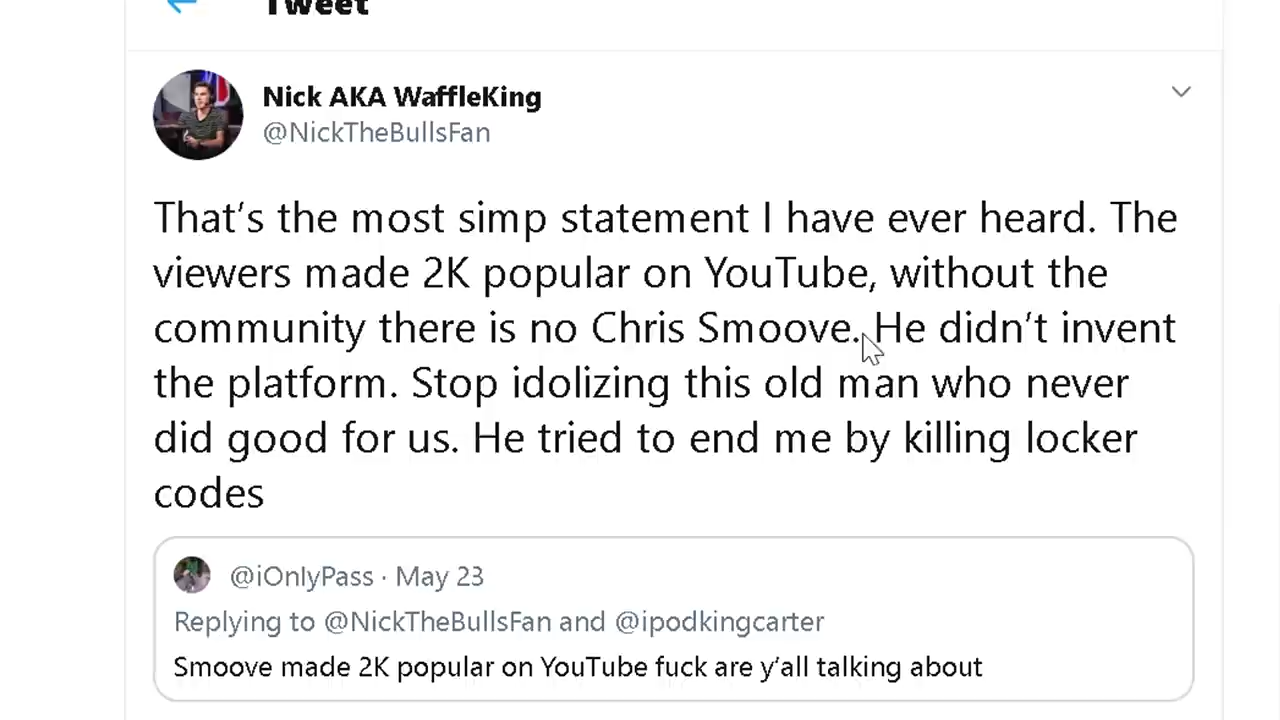 Tweet
Nick AKA WaffleKing
@NickTheBullsFan
That's the most simp statement I have ever heard. The
viewers made 2K popular on YouTube, without the
community there is no Chris Smoove. He didn't invent
the platform. Stop idolizing this old man who never
did good for us. He tried to end me by killing locker
codes
@iOnlyPass · May 23
Replying to @NickTheBullsFan and @ipodkingcarter
Smoove made 2K popular on YouTube fuck are y'all talking about